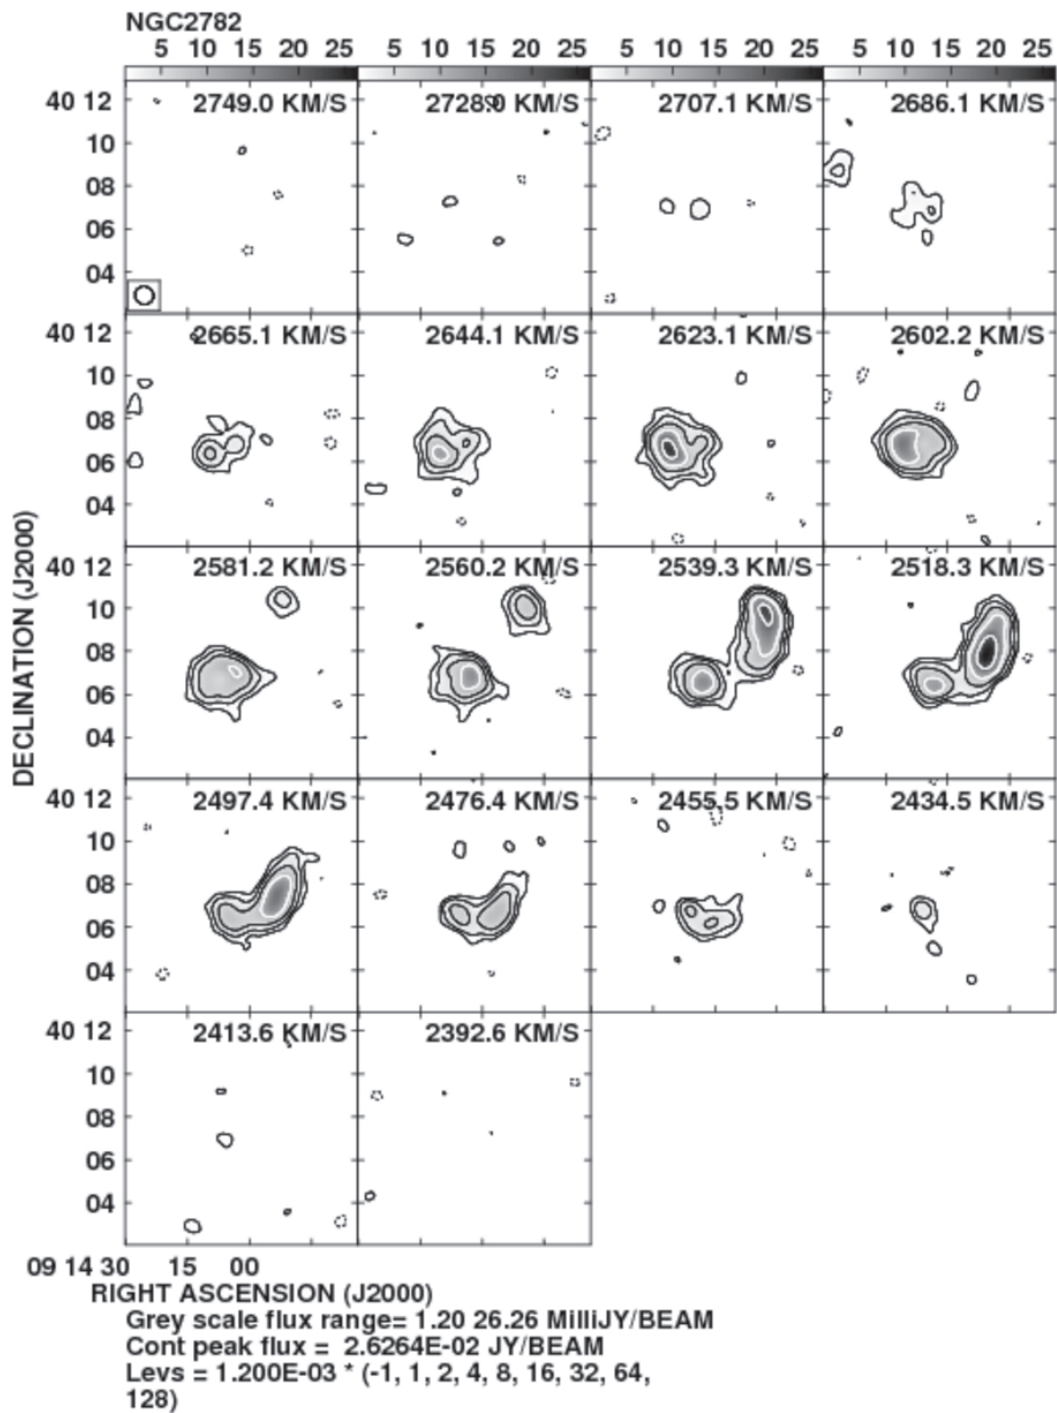 NGC2782
5 10 15 20 25 5 10 15 20 25 5 10 15 20 25 5 10 15 20 25
40 12 2749.0 KM/S 2728.0 KM/S 2707.1 KM/S 2686.1 KM/S
10
08
06
04
40 12 2665.1 KM/S 2644.1 KM/S 2623.1 KM/S 2602.2 KM/S
10
08
06
04
DECLINATION (J2000)
40 12 2581.2 KM/S 2560.2 KM/S 2539.3 KM/S 2518.3 KM/S
10
08
06
04
40 12 2497.4 KM/S 2476.4 KM/S 2455.5 KM/S 2434.5 KM/S
10
08
06
04
40 12 2413.6 KM/S 2392.6 KM/S
10
08
06
04
09 14 30 15 00
RIGHT ASCENSION (J2000)
Grey scale flux range= 1.20 26.26 MilliJY/BEAM
Cont peak flux = 2.6264E-02 JY/BEAM
Levs = 1.200E-03 * (-1, 1, 2, 4, 8, 16, 32, 64,
128)